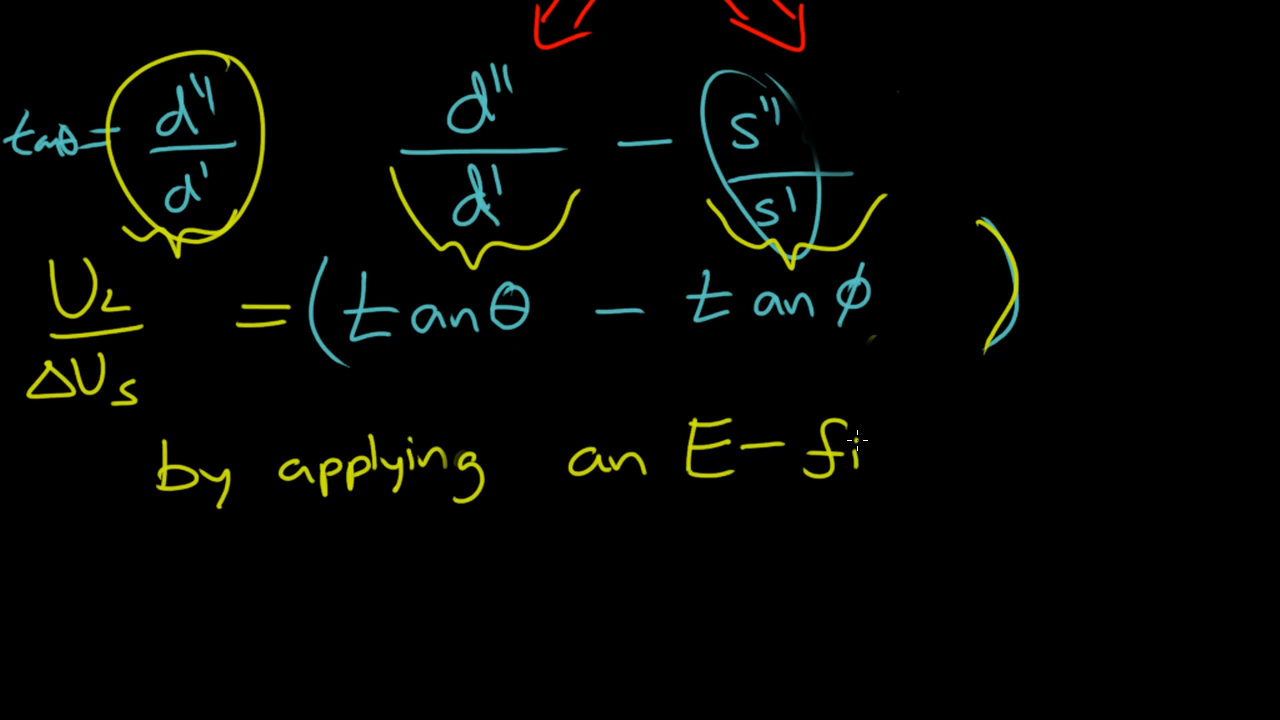 tanθ = d''/d' d''/d' − s''/s'
U_L/ΔU_s = (tanθ − tanϕ)
by applying an E-fi